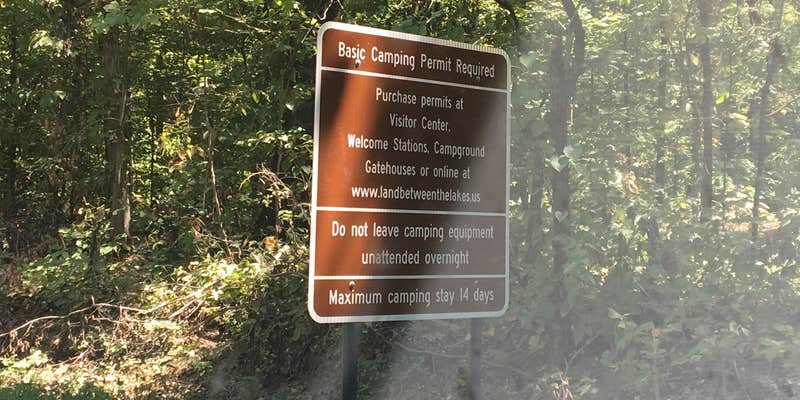 Basic Camping Permit Required
Purchase permits at
Visitor Center,
Welcome Stations, Campground
Gatehouses or online at
www.landbetweenthelakes.us
Do not leave camping equipment
unattended overnight
Maximum camping stay 14 days